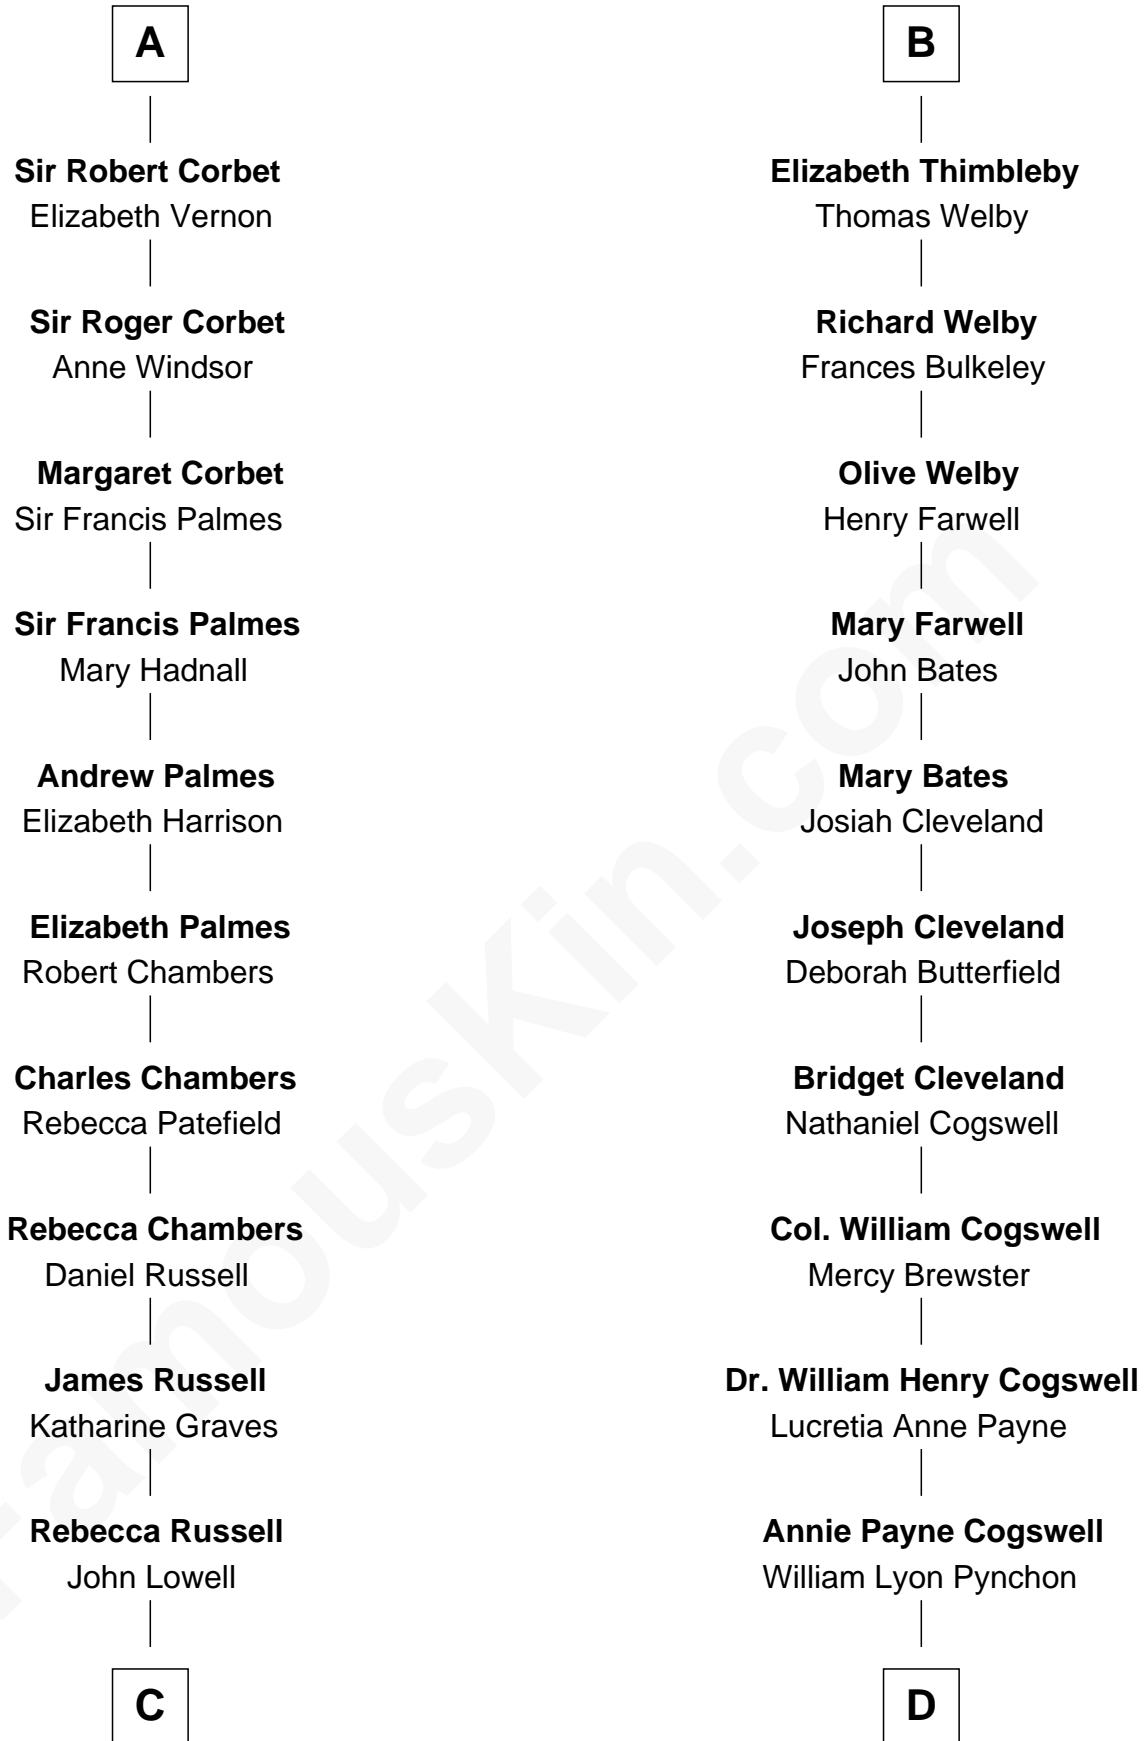 A
Sir Robert Corbet
Elizabeth Vernon
Sir Roger Corbet
Anne Windsor
Margaret Corbet
Sir Francis Palmes
Sir Francis Palmes
Mary Hadnall
Andrew Palmes
Elizabeth Harrison
Elizabeth Palmes
Robert Chambers
Charles Chambers
Rebecca Patefield
Rebecca Chambers
Daniel Russell
James Russell
Katharine Graves
Rebecca Russell
John Lowell
C
B
Elizabeth Thimbleby
Thomas Welby
Richard Welby
Frances Bulkeley
Olive Welby
Henry Farwell
Mary Farwell
John Bates
Mary Bates
Josiah Cleveland
Joseph Cleveland
Deborah Butterfield
Bridget Cleveland
Nathaniel Cogswell
Col. William Cogswell
Mercy Brewster
Dr. William Henry Cogswell
Lucretia Anne Payne
Annie Payne Cogswell
William Lyon Pynchon
D
FamousKin.com